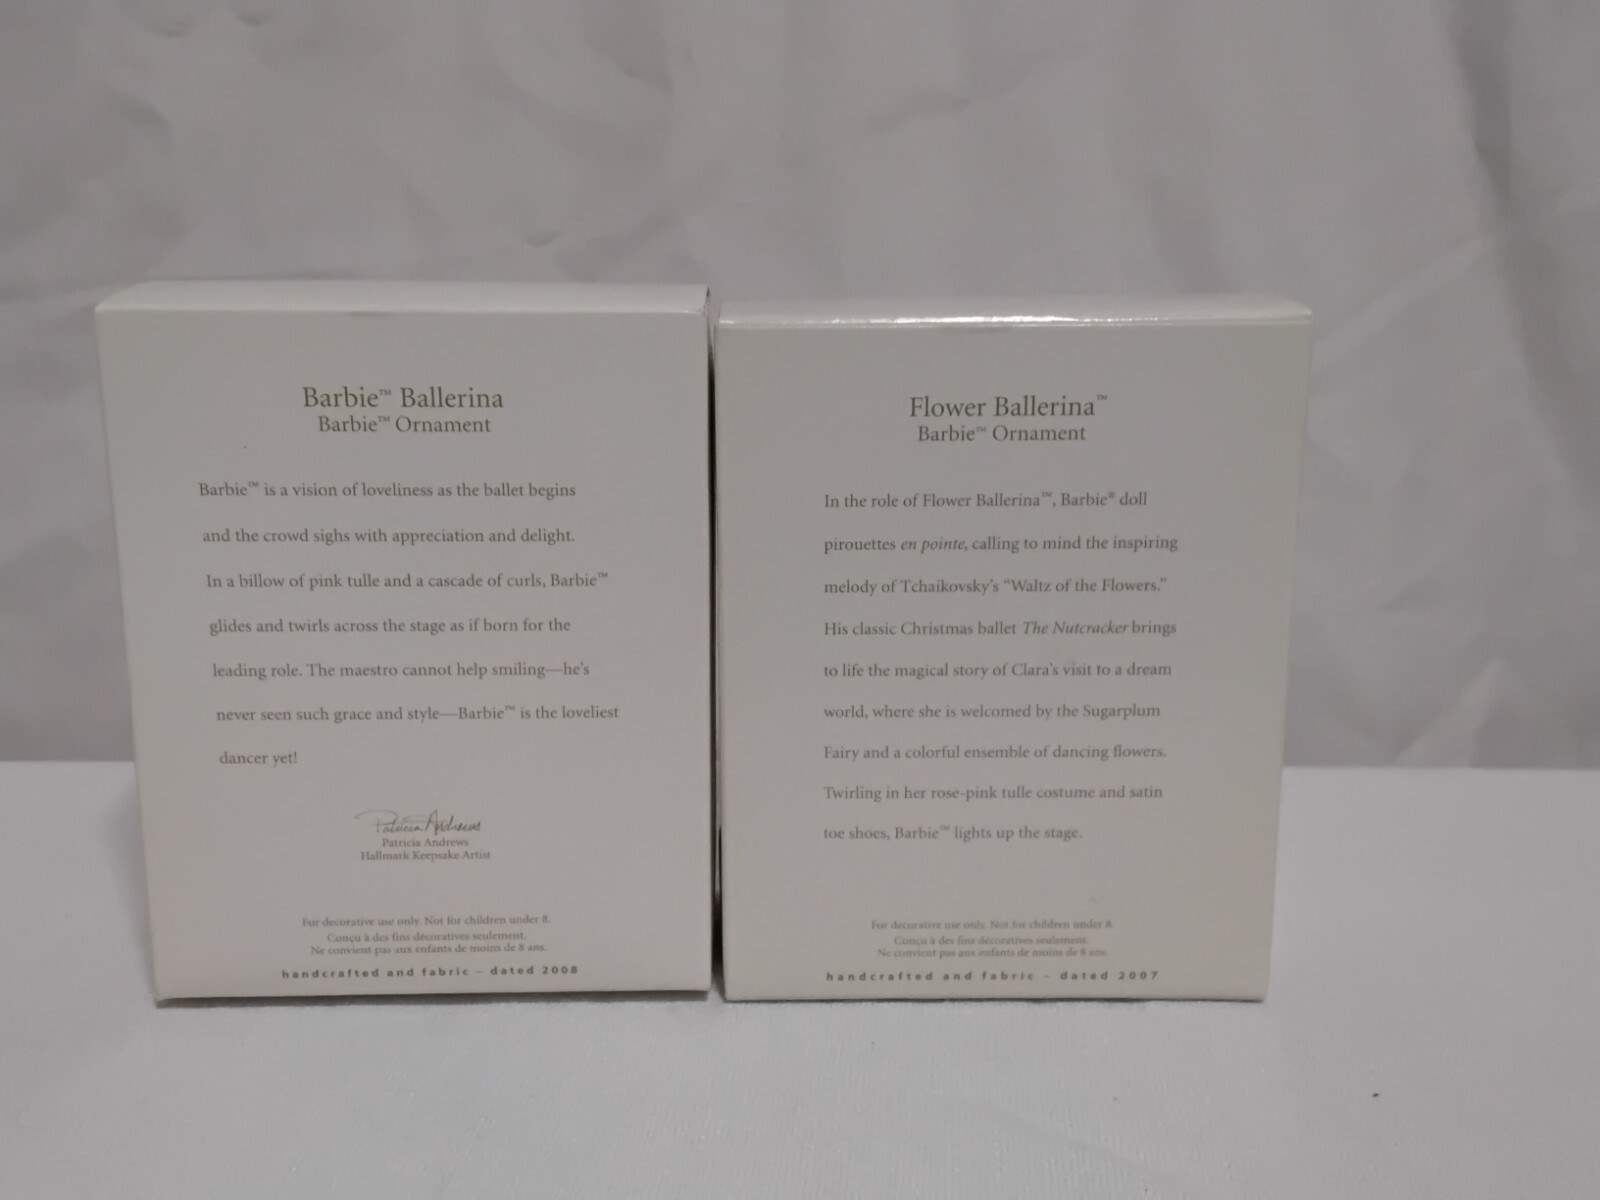 Barbie™ Ballerina
Barbie™ Ornament
Barbie™ is a vision of loveliness as the ballet begins
and the crowd sighs with appreciation and delight.
In a billow of pink tulle and a cascade of curls, Barbie™
glides and twirls across the stage as if born for the
leading role. The maestro cannot help smiling—he's
never seen such grace and style—Barbie™ is the loveliest
dancer yet!
Patricia Andrews
Patricia Andrews
Hallmark Keepsake Artist
For decorative use only. Not for children under 8.
Conçu à des fins décoratives seulement.
Ne convient pas aux enfants de moins de 8 ans.
handcrafted and fabric – dated 2008
Flower Ballerina™
Barbie™ Ornament
In the role of Flower Ballerina™, Barbie® doll
pirouettes en pointe, calling to mind the inspiring
melody of Tchaikovsky's “Waltz of the Flowers.”
His classic Christmas ballet The Nutcracker brings
to life the magical story of Clara's visit to a dream
world, where she is welcomed by the Sugarplum
Fairy and a colorful ensemble of dancing flowers.
Twirling in her rose-pink tulle costume and satin
toe shoes, Barbie™ lights up the stage.
For decorative use only. Not for children under 8.
Conçu à des fins décoratives seulement.
Ne convient pas aux enfants de moins de 8 ans.
handcrafted and fabric – dated 2007